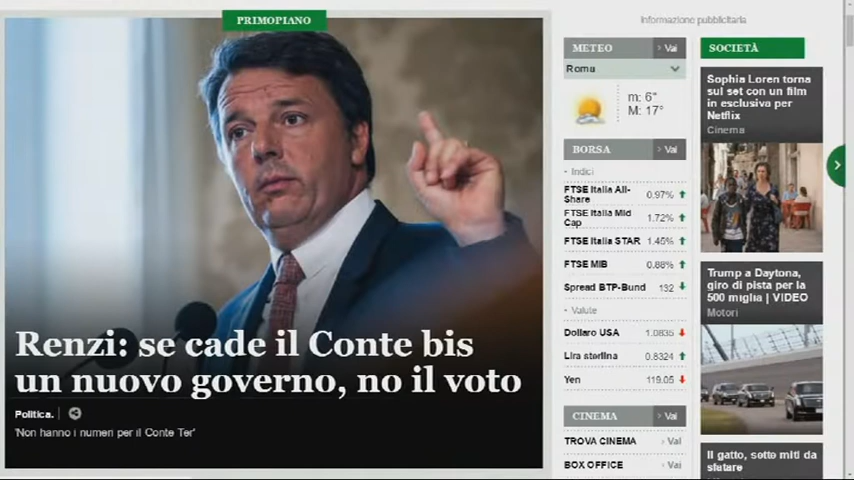 PRIMOPIANO
Renzi: se cade il Conte bis
un nuovo governo, no il voto
Politica.
'Non hanno i numeri per il Conte Ter'
Informazione pubblicitaria
METEO
Vai
Roma
m: 6°
M: 17°
BORSA
Vai
Indici
FTSE Italia All-
Share
0.97%
FTSE Italia Mid
Cap
1.72%
FTSE Italia STAR 1.45%
FTSE MIB 0.88%
Spread BTP-Bund 132
Valute
Dollaro USA 1.0835
Lira sterlina 0.8324
Yen 119.05
CINEMA
Vai
TROVA CINEMA Vai
BOX OFFICE Vai
SOCIETÀ
Sophia Loren torna
sul set con un film
in esclusiva per
Netflix
Cinema
Trump a Daytona,
giro di pista per la
500 miglia | VIDEO
Motori
Il gatto, sette miti da
sfatare